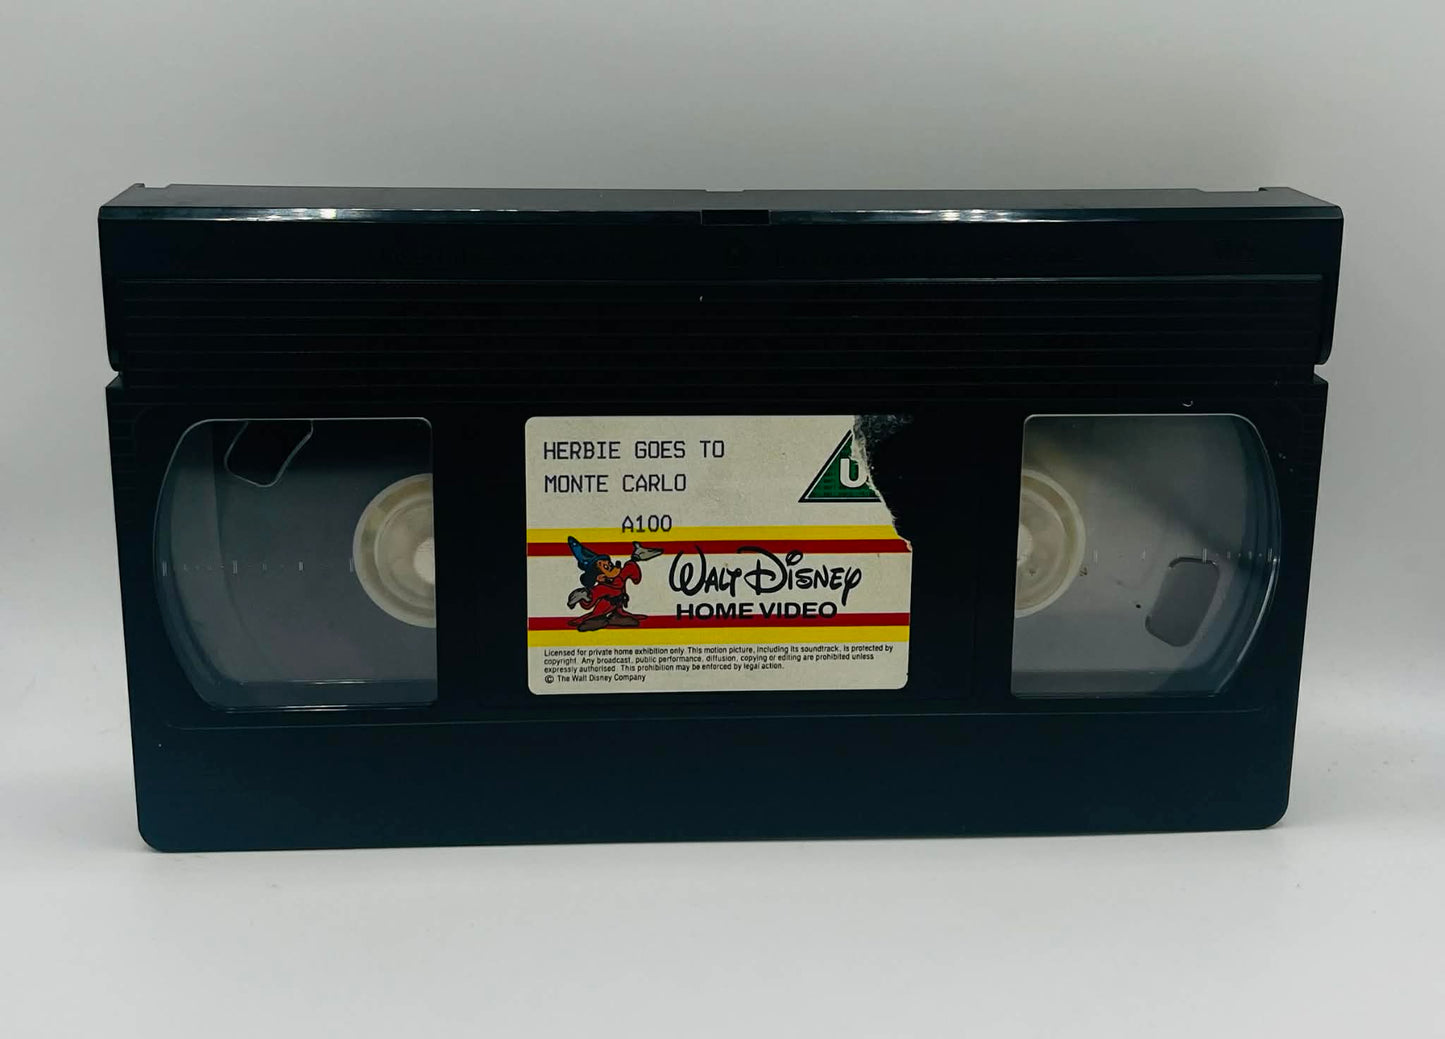 HERBIE GOES TO
MONTE CARLO
U
A100
WALT DISNEY
HOME VIDEO
Licensed for private home exhibition only. This motion picture, including its soundtrack, is protected by
copyright. Any broadcast, public performance, diffusion, copying or editing are prohibited unless
expressly authorised. This prohibition may be enforced by legal action.
© The Walt Disney Company